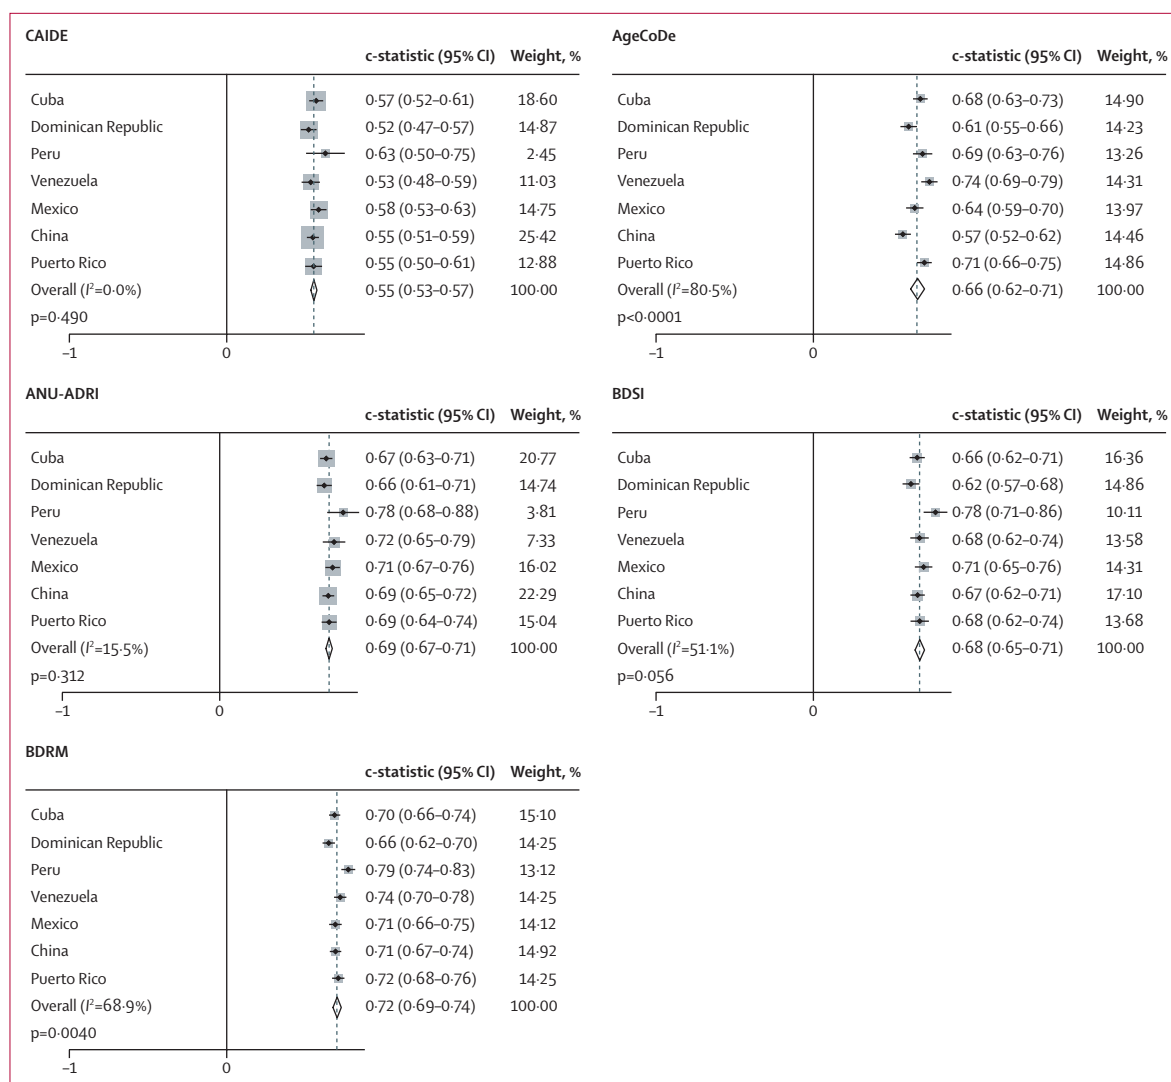 CAIDE
c-statistic (95% CI) Weight, %
Cuba 0·57 (0·52–0·61) 18·60
Dominican Republic 0·52 (0·47–0·57) 14·87
Peru 0·63 (0·50–0·75) 2·45
Venezuela 0·53 (0·48–0·59) 11·03
Mexico 0·58 (0·53–0·63) 14·75
China 0·55 (0·51–0·59) 25·42
Puerto Rico 0·55 (0·50–0·61) 12·88
Overall (I²=0·0%) 0·55 (0·53–0·57) 100·00
p=0·490
–1 0
AgeCoDe
c-statistic (95% CI) Weight, %
Cuba 0·68 (0·63–0·73) 14·90
Dominican Republic 0·61 (0·55–0·66) 14·23
Peru 0·69 (0·63–0·76) 13·26
Venezuela 0·74 (0·69–0·79) 14·31
Mexico 0·64 (0·59–0·70) 13·97
China 0·57 (0·52–0·62) 14·46
Puerto Rico 0·71 (0·66–0·75) 14·86
Overall (I²=80·5%) 0·66 (0·62–0·71) 100·00
p<0·0001
–1 0
ANU-ADRI
c-statistic (95% CI) Weight, %
Cuba 0·67 (0·63–0·71) 20·77
Dominican Republic 0·66 (0·61–0·71) 14·74
Peru 0·78 (0·68–0·88) 3·81
Venezuela 0·72 (0·65–0·79) 7·33
Mexico 0·71 (0·67–0·76) 16·02
China 0·69 (0·65–0·72) 22·29
Puerto Rico 0·69 (0·64–0·74) 15·04
Overall (I²=15·5%) 0·69 (0·67–0·71) 100·00
p=0·312
–1 0
BDSI
c-statistic (95% CI) Weight, %
Cuba 0·66 (0·62–0·71) 16·36
Dominican Republic 0·62 (0·57–0·68) 14·86
Peru 0·78 (0·71–0·86) 10·11
Venezuela 0·68 (0·62–0·74) 13·58
Mexico 0·71 (0·65–0·76) 14·31
China 0·67 (0·62–0·71) 17·10
Puerto Rico 0·68 (0·62–0·74) 13·68
Overall (I²=51·1%) 0·68 (0·65–0·71) 100·00
p=0·056
–1 0
BDRM
c-statistic (95% CI) Weight, %
Cuba 0·70 (0·66–0·74) 15·10
Dominican Republic 0·66 (0·62–0·70) 14·25
Peru 0·79 (0·74–0·83) 13·12
Venezuela 0·74 (0·70–0·78) 14·25
Mexico 0·71 (0·66–0·75) 14·12
China 0·71 (0·67–0·74) 14·92
Puerto Rico 0·72 (0·68–0·76) 14·25
Overall (I²=68·9%) 0·72 (0·69–0·74) 100·00
p=0·0040
–1 0